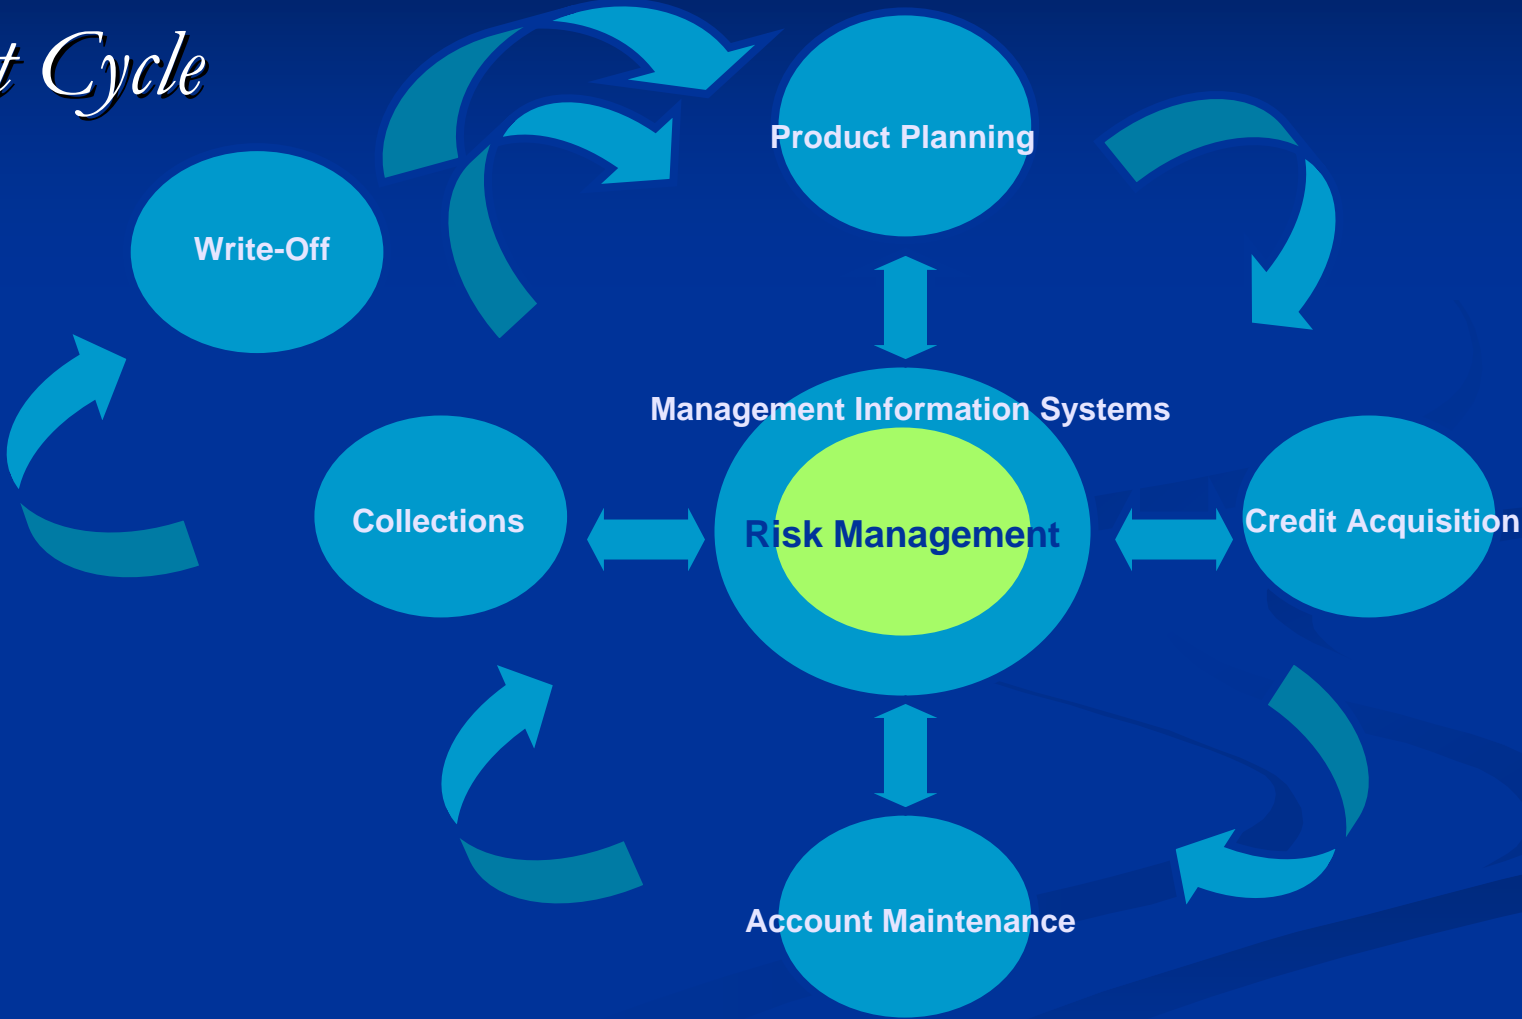 t Cycle
Product Planning
Write-Off
Management Information Systems
Collections
Risk Management
Credit Acquisition
Account Maintenance